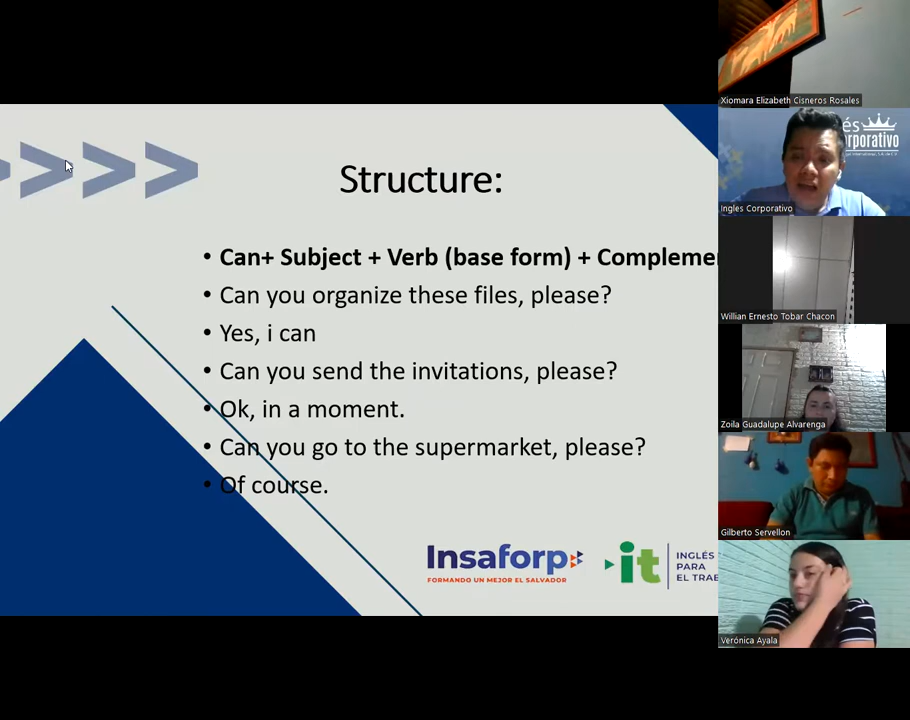 Structure:
• Can+ Subject + Verb (base form) + Compleme
• Can you organize these files, please?
• Yes, i can
• Can you send the invitations, please?
• Ok, in a moment.
• Can you go to the supermarket, please?
• Of course.
Insaforp
FORMANDO UN MEJOR EL SALVADOR
it
INGLÉS
PARA
EL TRA
Xiomara Elizabeth Cisneros Rosales
és
rporativo
Ingles Corporativo
Willian Ernesto Tobar Chacon
Zoila Guadalupe Alvarenga
Gilberto Servellon
Verónica Ayala